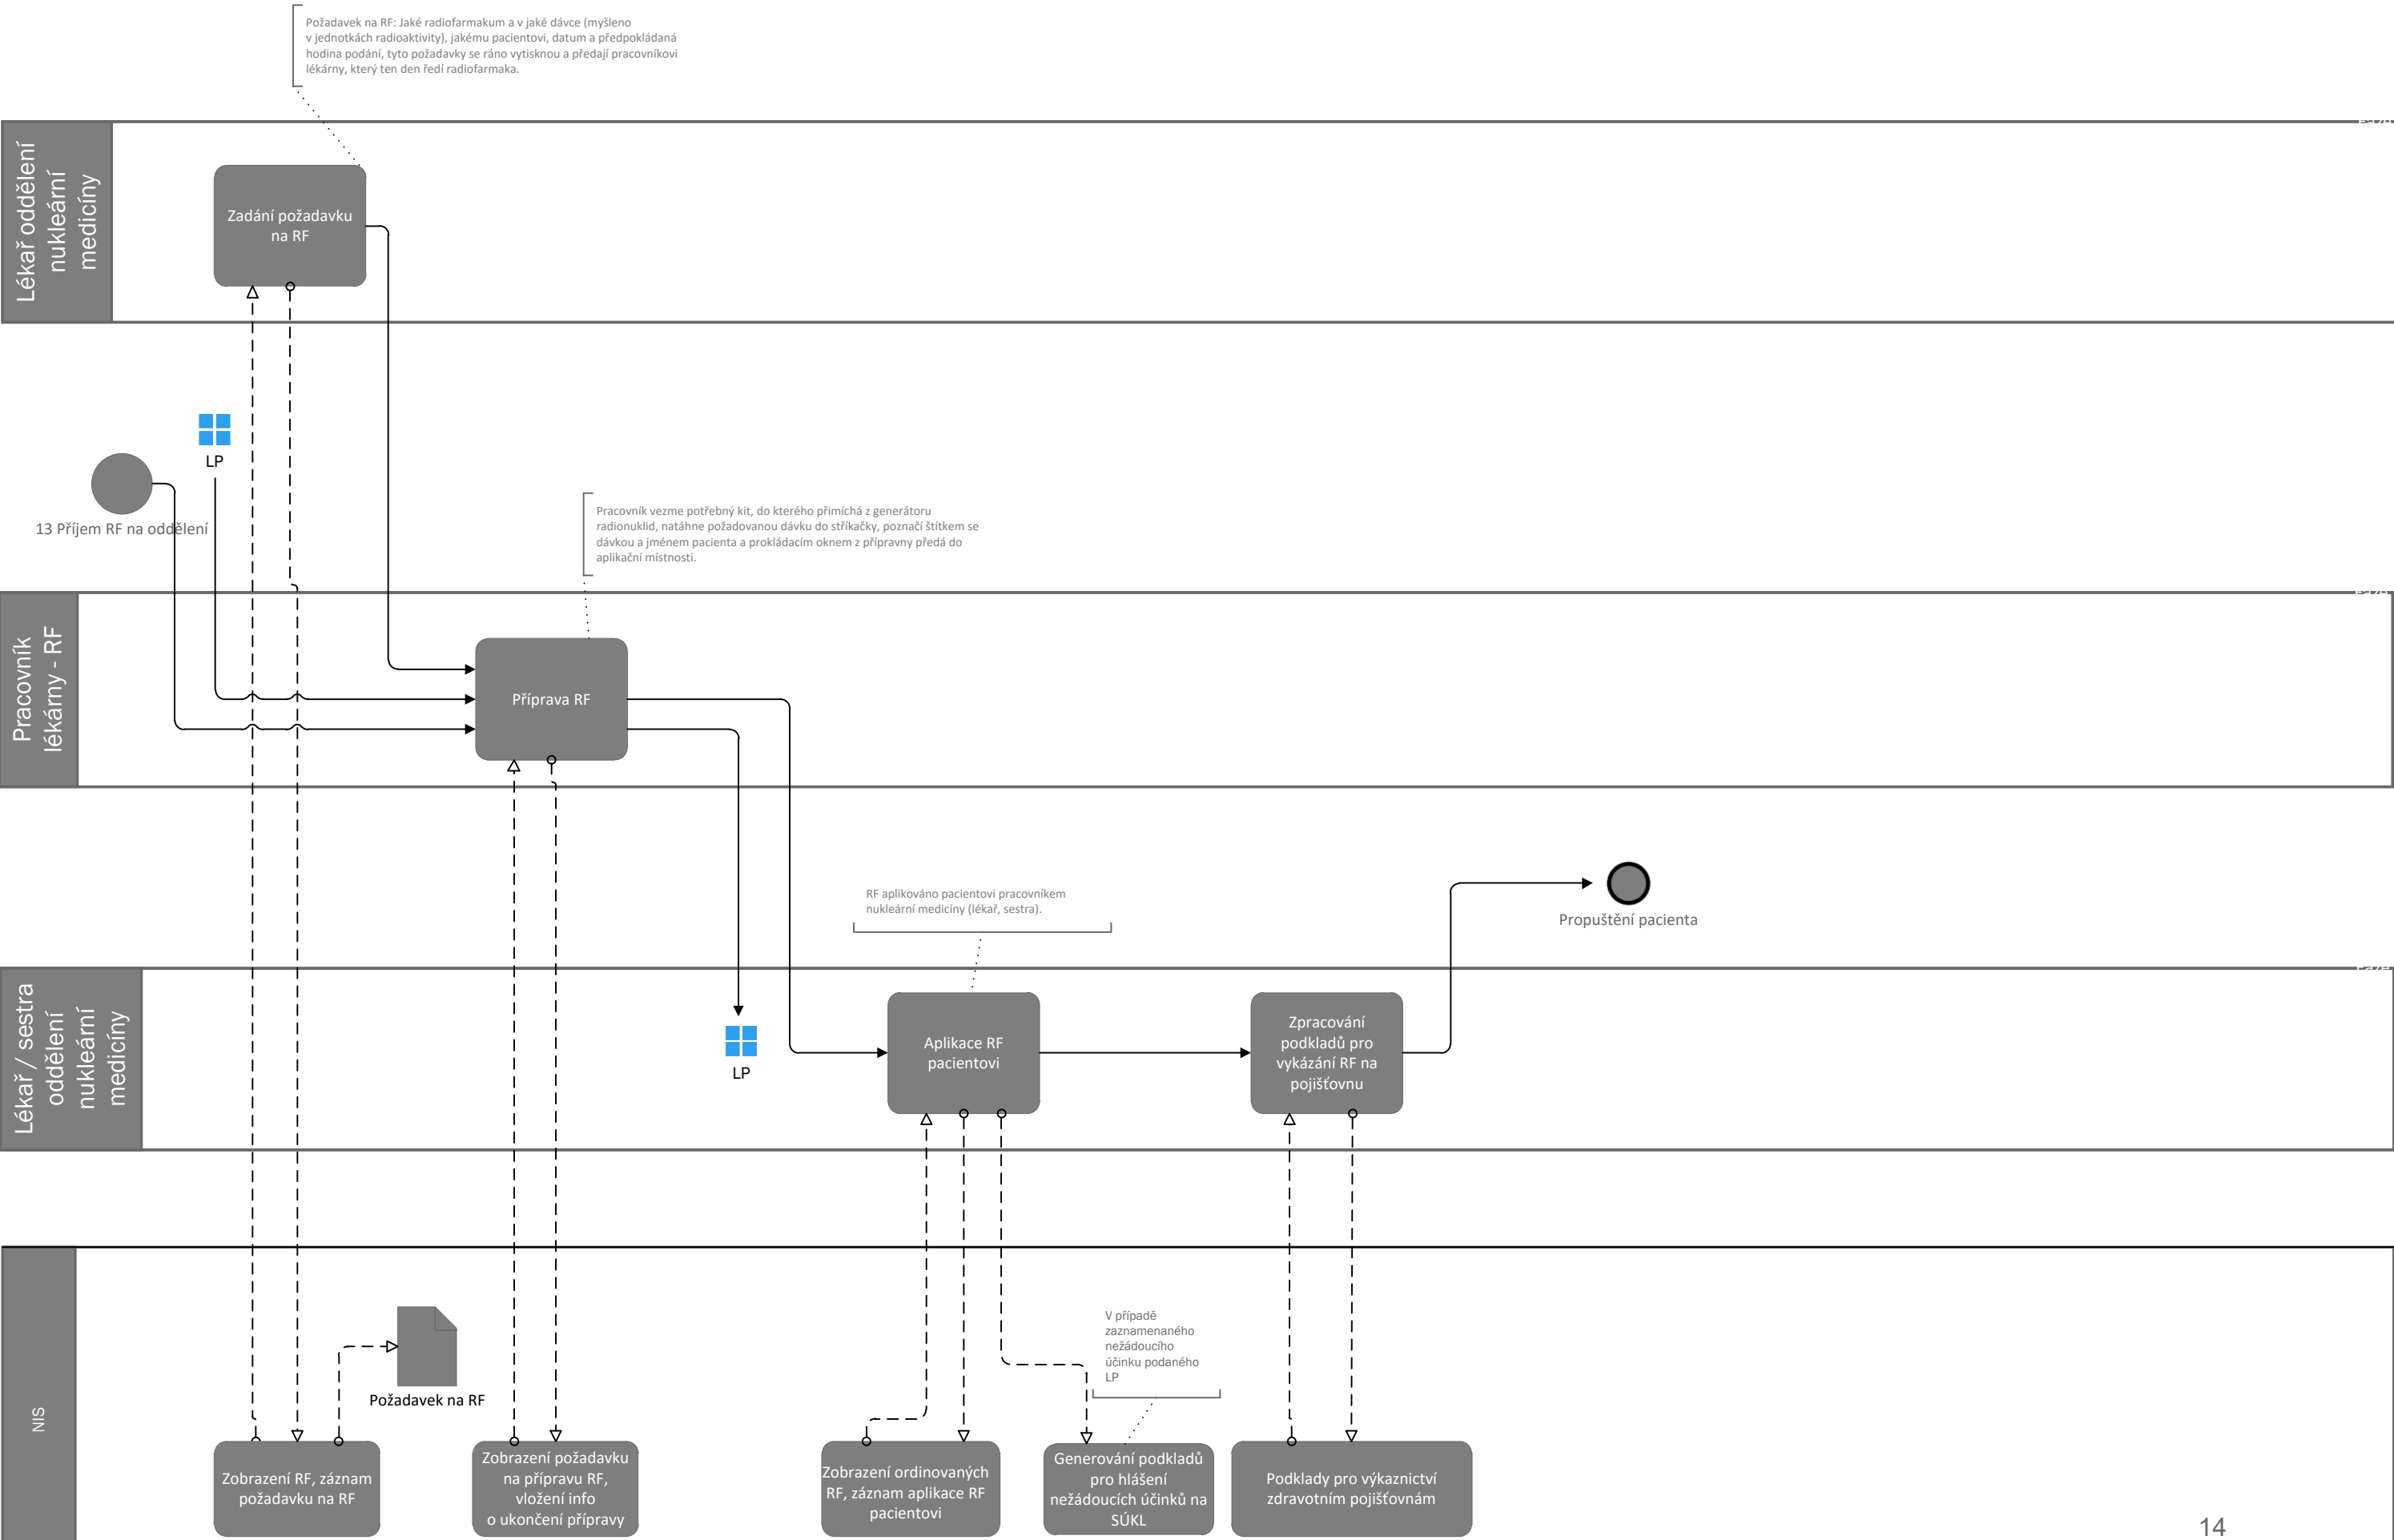 Požadavek na RF: Jaké radiofarmakum a v jaké dávce (myšleno
v jednotkách radioaktivity), jakému pacientovi, datum a předpokládaná
hodina podání, tyto požadavky se ráno vytisknou a předají pracovníkovi
lékárny, který ten den ředí radiofarmaka.
Lékař oddělení
nukleární
medicíny
Zadání požadavku
na RF
LP
13 Příjem RF na oddělení
Pracovník vezme potřebný kit, do kterého přimíchá z generátoru
radionuklid, natáhne požadovanou dávku do stříkačky, poznačí štítkem se
dávkou a jménem pacienta a prokládacím oknem z přípravny předá do
aplikační místnosti.
Pracovník
lékárny - RF
Příprava RF
RF aplikováno pacientovi pracovníkem
nukleární medicíny (lékař, sestra).
Propuštění pacienta
Lékař / sestra
oddělení
nukleární
medicíny
LP
Aplikace RF
pacientovi
Zpracování
podkladů pro
vykázání RF na
pojišťovnu
NIS
Požadavek na RF
V případě
zaznamenaného
nežádoucího
účinku podaného
LP
Zobrazení RF, záznam
požadavku na RF
Zobrazení požadavku
na přípravu RF,
vložení info
o ukončení přípravy
Zobrazení ordinovaných
RF, záznam aplikace RF
pacientovi
Generování podkladů
pro hlášení
nežádoucích účinků na
SÚKL
Podklady pro výkaznictví
zdravotním pojišťovnám
14